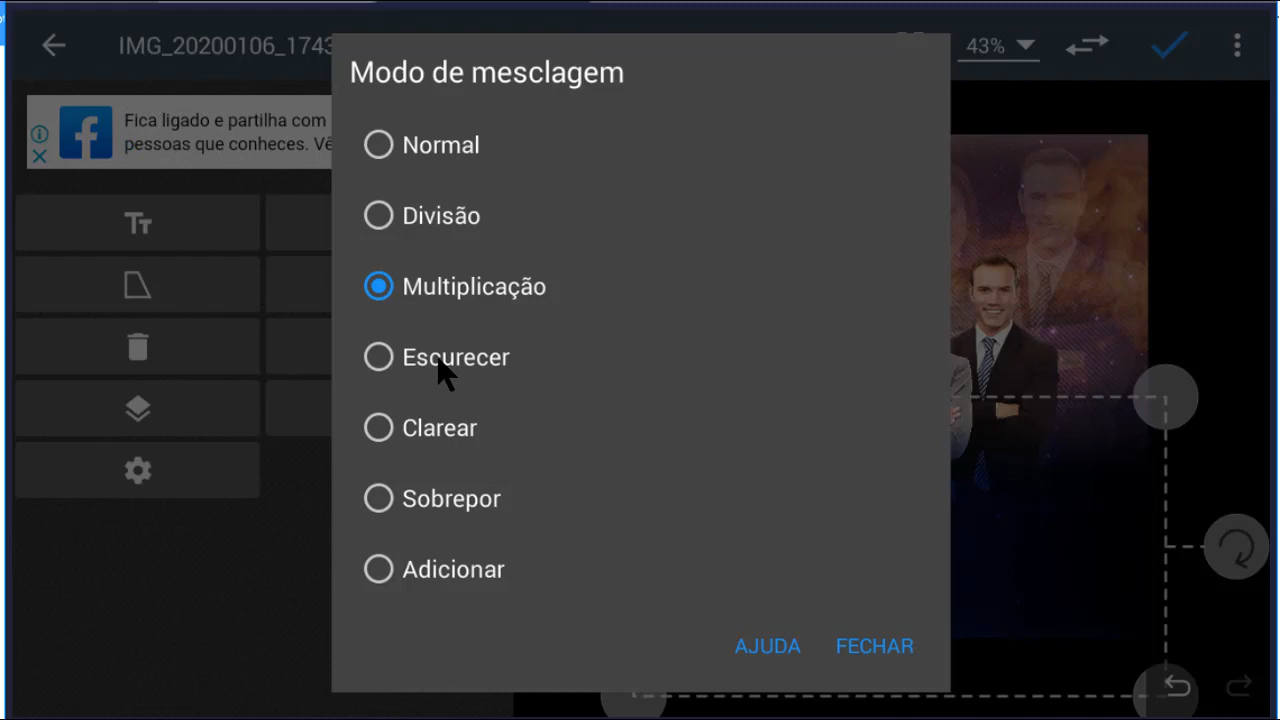 IMG_20200106_1743
43%
Modo de mesclagem
Fica ligado e partilha com
pessoas que conheces. Vê
Normal
Divisão
Multiplicação
Escurecer
Clarear
Sobrepor
Adicionar
AJUDA FECHAR